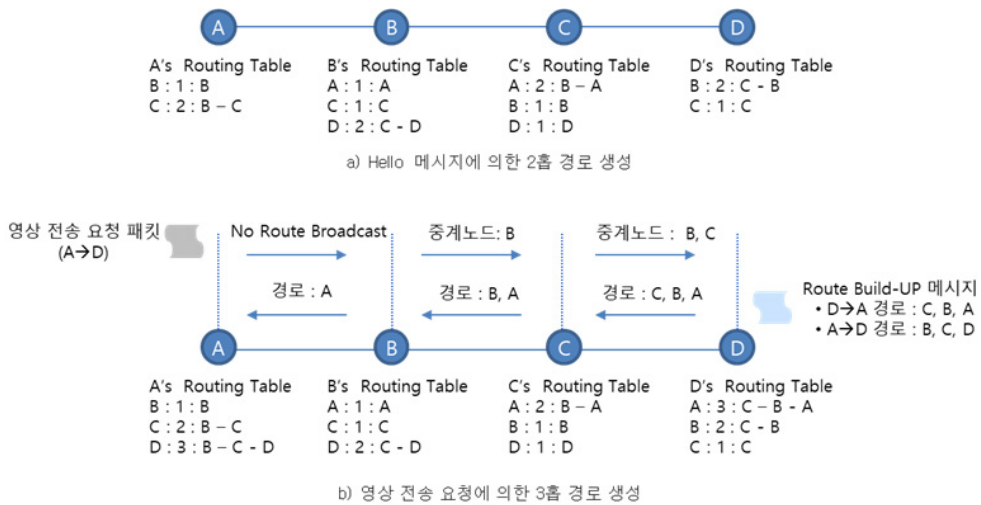 A B C D
A's Routing Table
B : 1 : B
C : 2 : B – C
B's Routing Table
A : 1 : A
C : 1 : C
D : 2 : C - D
C's Routing Table
A : 2 : B – A
B : 1 : B
D : 1 : D
D's Routing Table
B : 2 : C - B
C : 1 : C
a) Hello 메시지에 의한 2홉 경로 생성
영상 전송 요청 패킷
(A→D)
No Route Broadcast
중계노드: B
중계노드 : B, C
경로 : A
경로 : B, A
경로 : C, B, A
Route Build-UP 메시지
• D→A 경로 : C, B, A
• A→D 경로 : B, C, D
A B C D
A's Routing Table
B : 1 : B
C : 2 : B – C
D : 3 : B – C - D
B's Routing Table
A : 1 : A
C : 1 : C
D : 2 : C - D
C's Routing Table
A : 2 : B – A
B : 1 : B
D : 1 : D
D's Routing Table
A : 3 : C – B - A
B : 2 : C - B
C : 1 : C
b) 영상 전송 요청에 의한 3홉 경로 생성